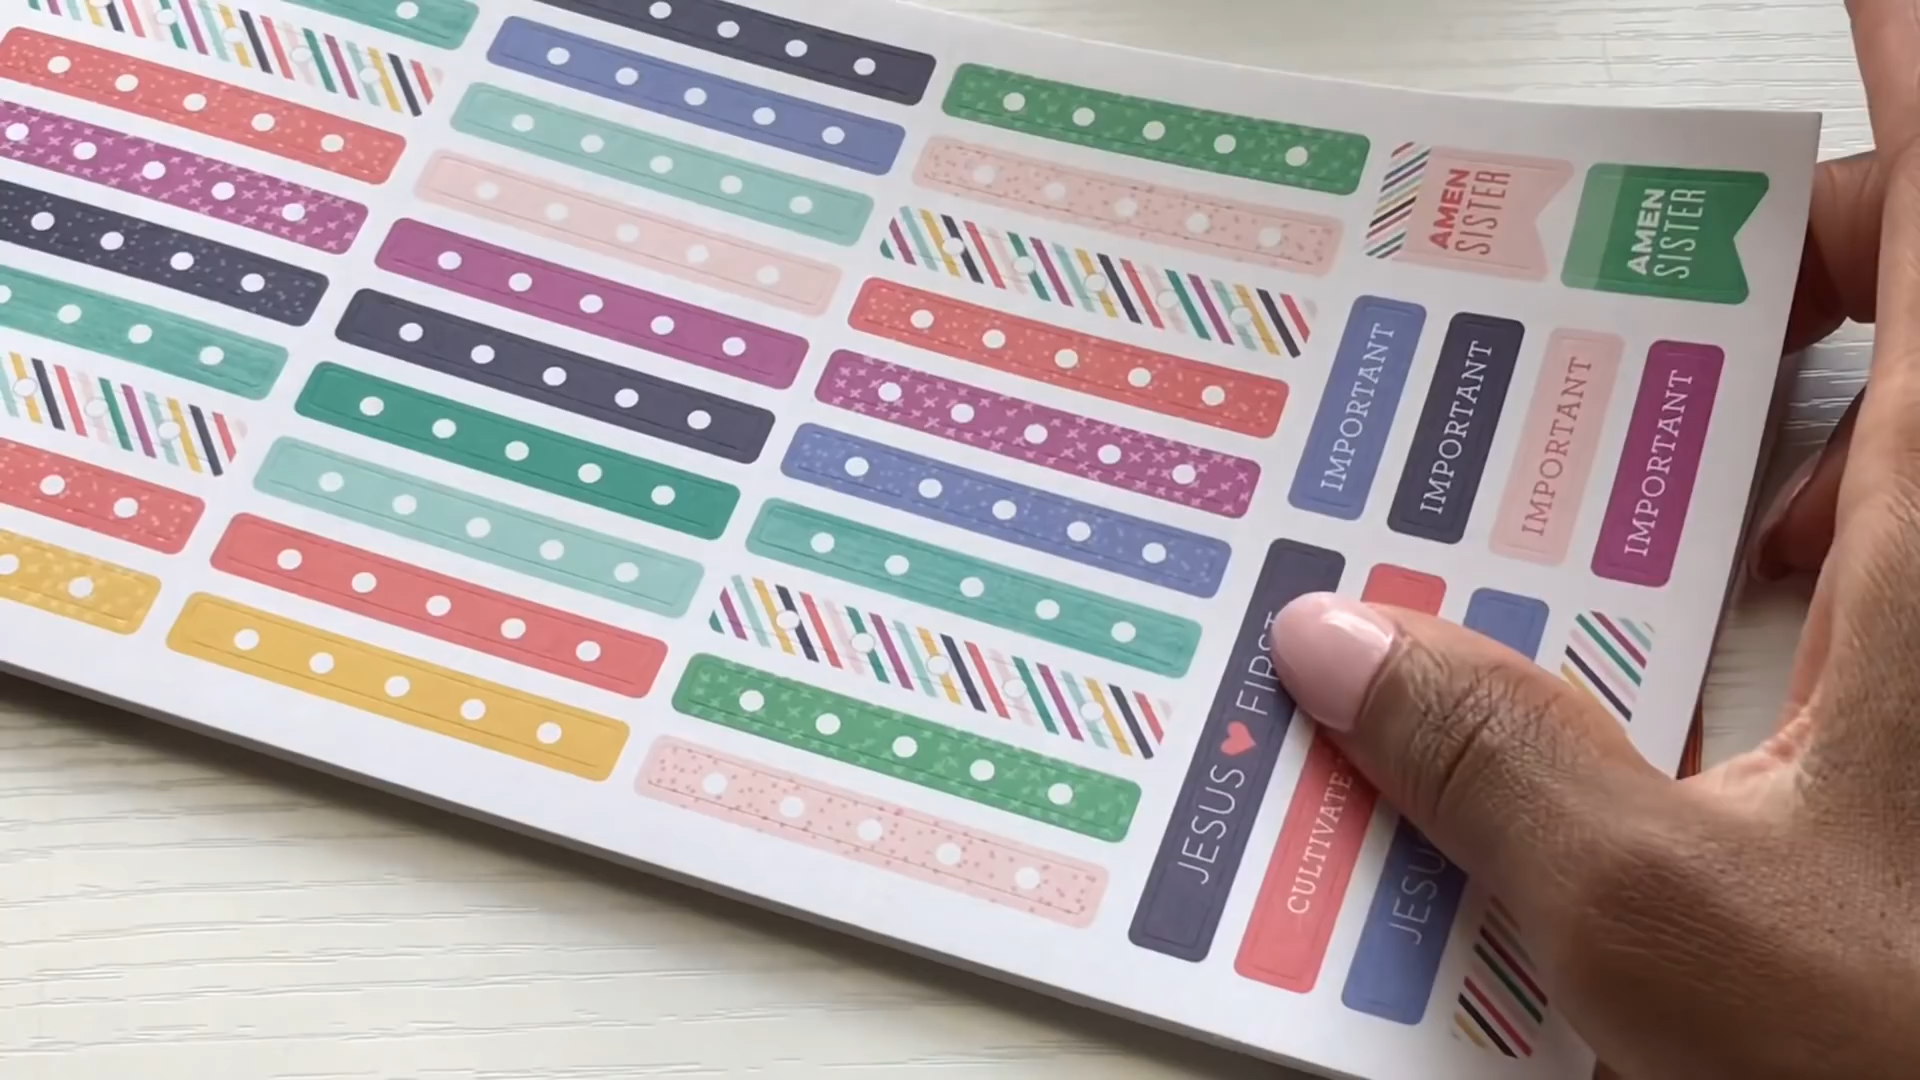 AMEN
SISTER
AMEN
SISTER
IMPORTANT
IMPORTANT
IMPORTANT
IMPORTANT
JESUS ♥ FIRST
CULTIVATE